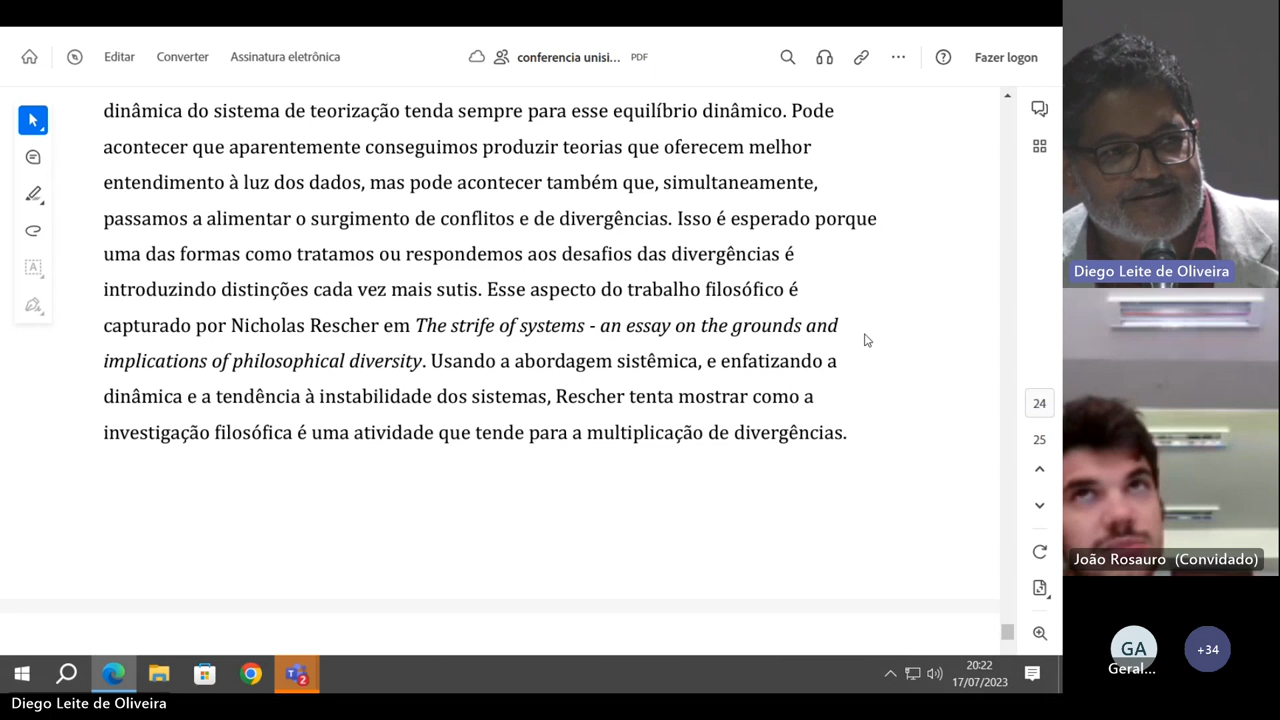 Editar
Converter
Assinatura eletrônica
conferencia unisi...
PDF
Fazer logon
dinâmica do sistema de teorização tenda sempre para esse equilíbrio dinâmico. Pode
acontecer que aparentemente conseguimos produzir teorias que oferecem melhor
entendimento à luz dos dados, mas pode acontecer também que, simultaneamente,
passamos a alimentar o surgimento de conflitos e de divergências. Isso é esperado porque
uma das formas como tratamos ou respondemos aos desafios das divergências é
introduzindo distinções cada vez mais sutis. Esse aspecto do trabalho filosófico é
capturado por Nicholas Rescher em The strife of systems - an essay on the grounds and
implications of philosophical diversity. Usando a abordagem sistêmica, e enfatizando a
dinâmica e a tendência à instabilidade dos sistemas, Rescher tenta mostrar como a
investigação filosófica é uma atividade que tende para a multiplicação de divergências.
24
25
Diego Leite de Oliveira
João Rosauro (Convidado)
GA
Geral...
+34
2
20:22
17/07/2023
Diego Leite de Oliveira